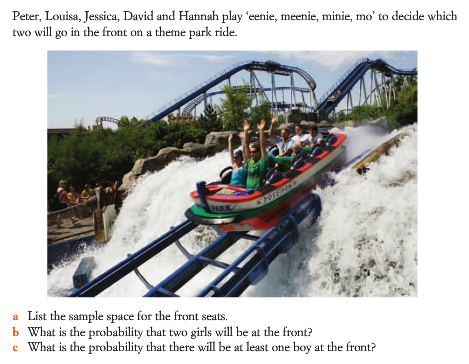 Peter, Louisa, Jessica, David and Hannah play ‘eenie, meenie, minie, mo’ to decide which
two will go in the front on a theme park ride.
PARK
POSEIDON
a List the sample space for the front seats.
b What is the probability that two girls will be at the front?
c What is the probability that there will be at least one boy at the front?